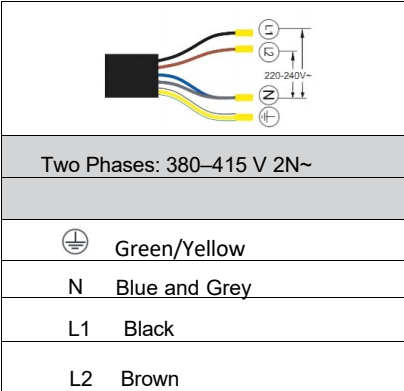 L1
L2
220-240V~
N
Two Phases: 380–415 V 2N~
Green/Yellow
N Blue and Grey
L1 Black
L2 Brown